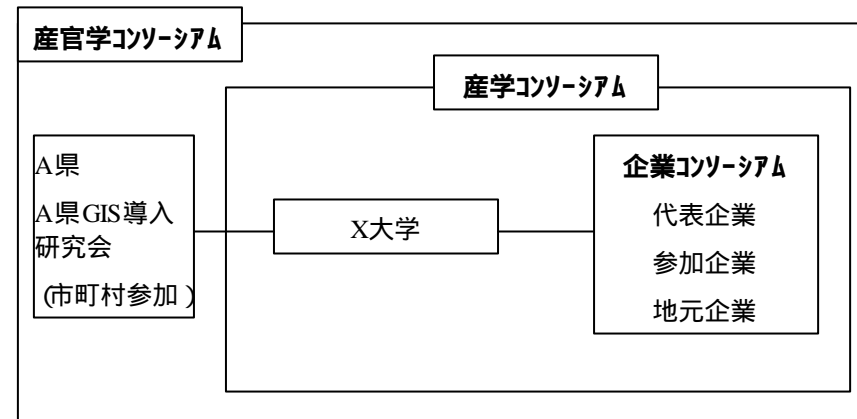 産官学ｺﾝｿｰｼｱﾑ
産学ｺﾝｿｰｼｱﾑ
A県
A県GIS導入
研究会
(市町村参加)
X大学
企業ｺﾝｿｰｼｱﾑ
代表企業
参加企業
地元企業